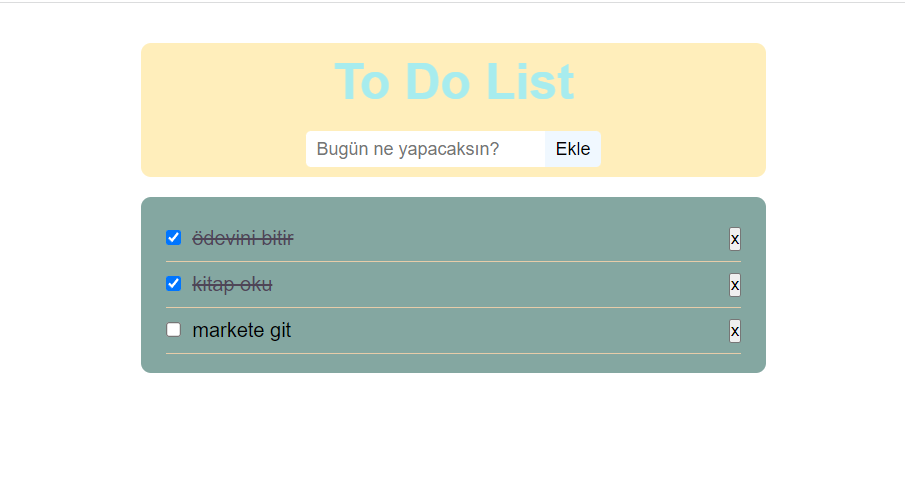 To Do List
Bugün ne yapacaksın? Ekle
ödevini bitir x
kitap oku x
markete git x